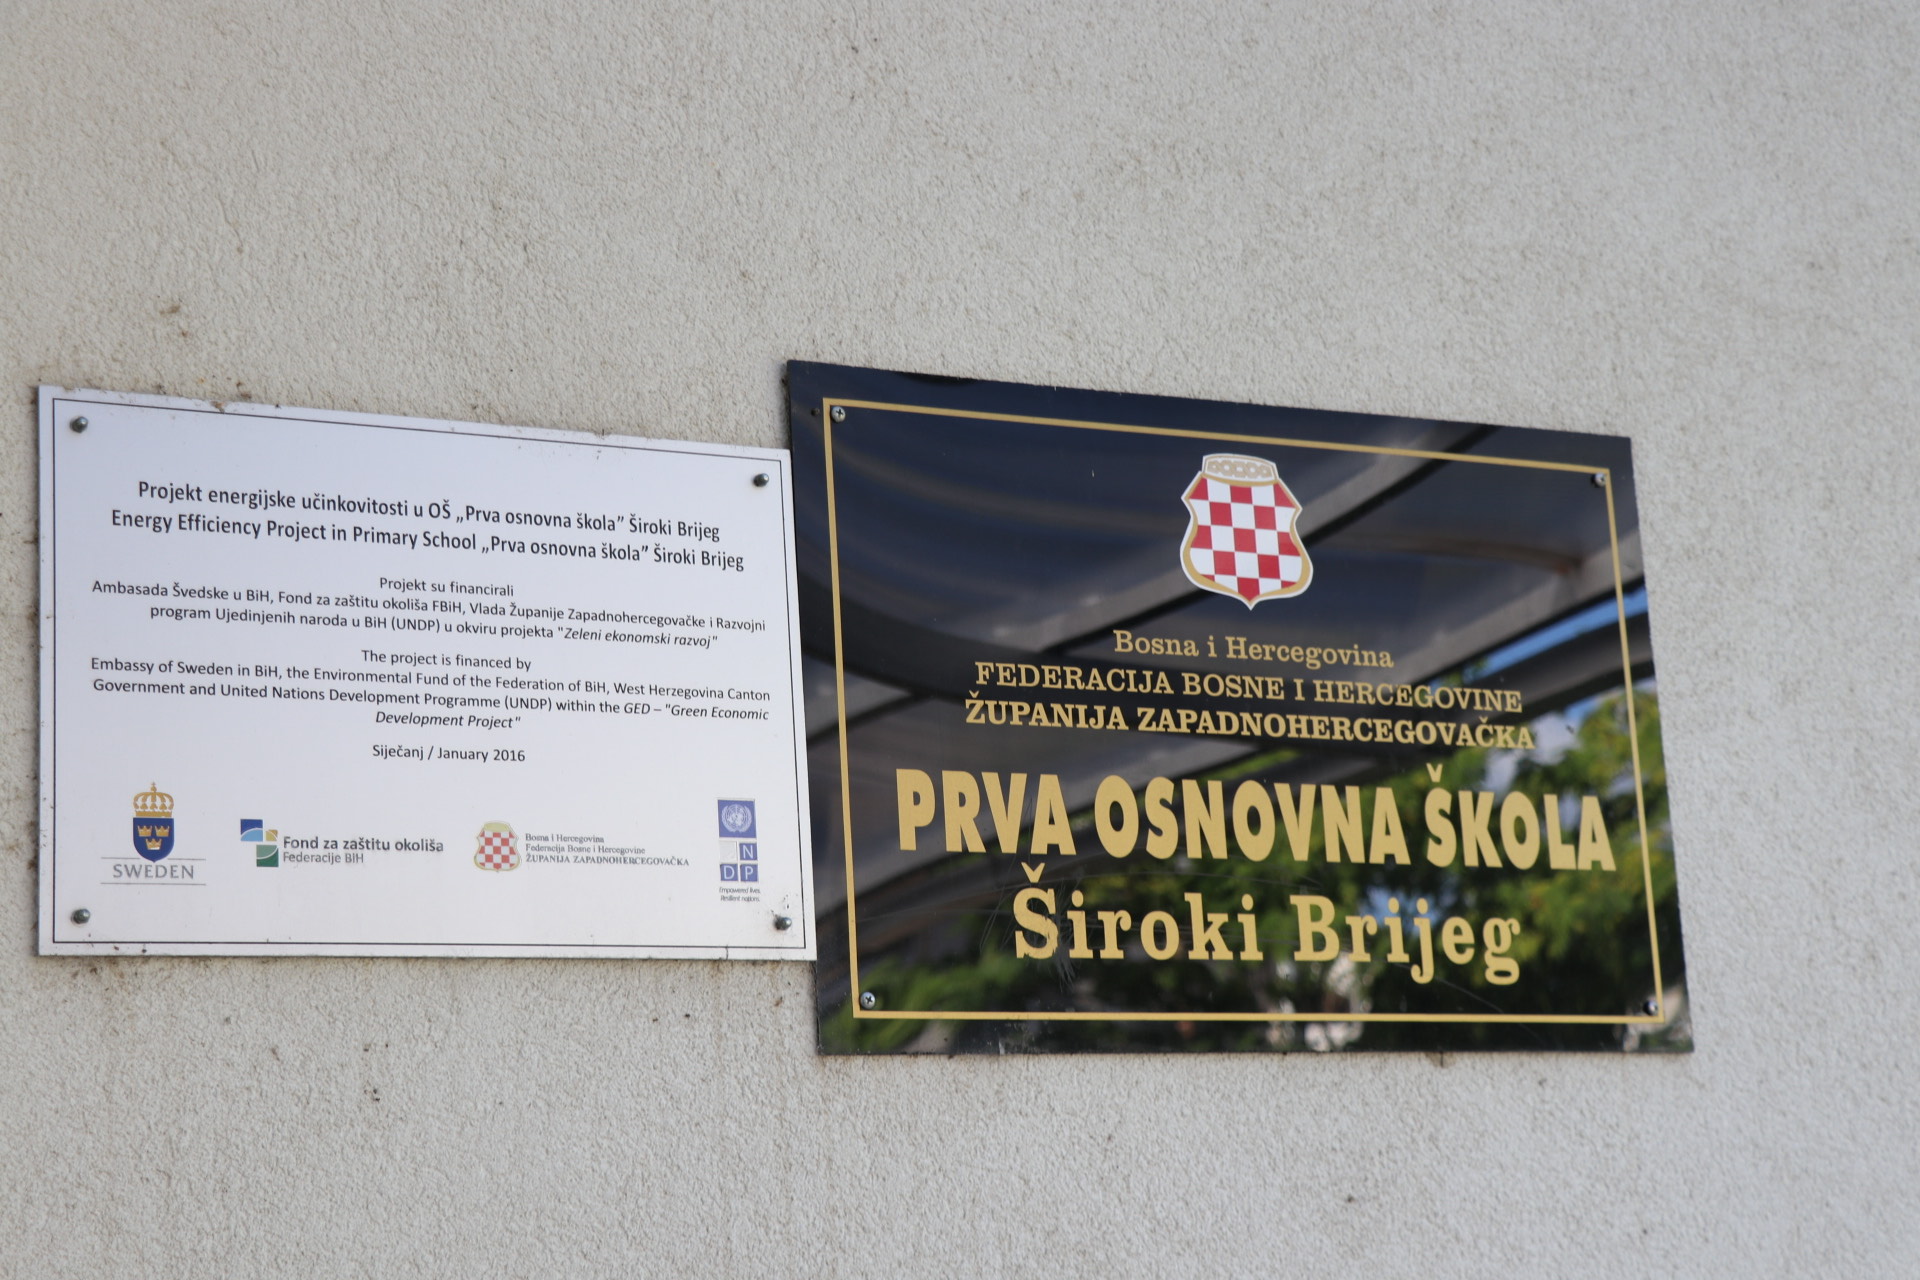 Projekt energijske učinkovitosti u OŠ „Prva osnovna škola” Široki Brijeg
Energy Efficiency Project in Primary School „Prva osnovna škola” Široki Brijeg
Projekt su financirali
Ambasada Švedske u BiH, Fond za zaštitu okoliša FBiH, Vlada Županije Zapadnohercegovačke i Razvojni
program Ujedinjenih naroda u BiH (UNDP) u okviru projekta "Zeleni ekonomski razvoj"
The project is financed by
Embassy of Sweden in BiH, the Environmental Fund of the Federation of BiH, West Herzegovina Canton
Government and United Nations Development Programme (UNDP) within the GED – "Green Economic
Development Project"
Siječanj / January 2016
SWEDEN
Fond za zaštitu okoliša
Federacije BiH
Bosna i Hercegovina
Federacija Bosne i Hercegovine
ŽUPANIJA ZAPADNOHERCEGOVAČKA
U N
D P
Empowered lives.
Resilient nations.
Bosna i Hercegovina
FEDERACIJA BOSNE I HERCEGOVINE
ŽUPANIJA ZAPADNOHERCEGOVAČKA
PRVA OSNOVNA ŠKOLA
Široki Brijeg